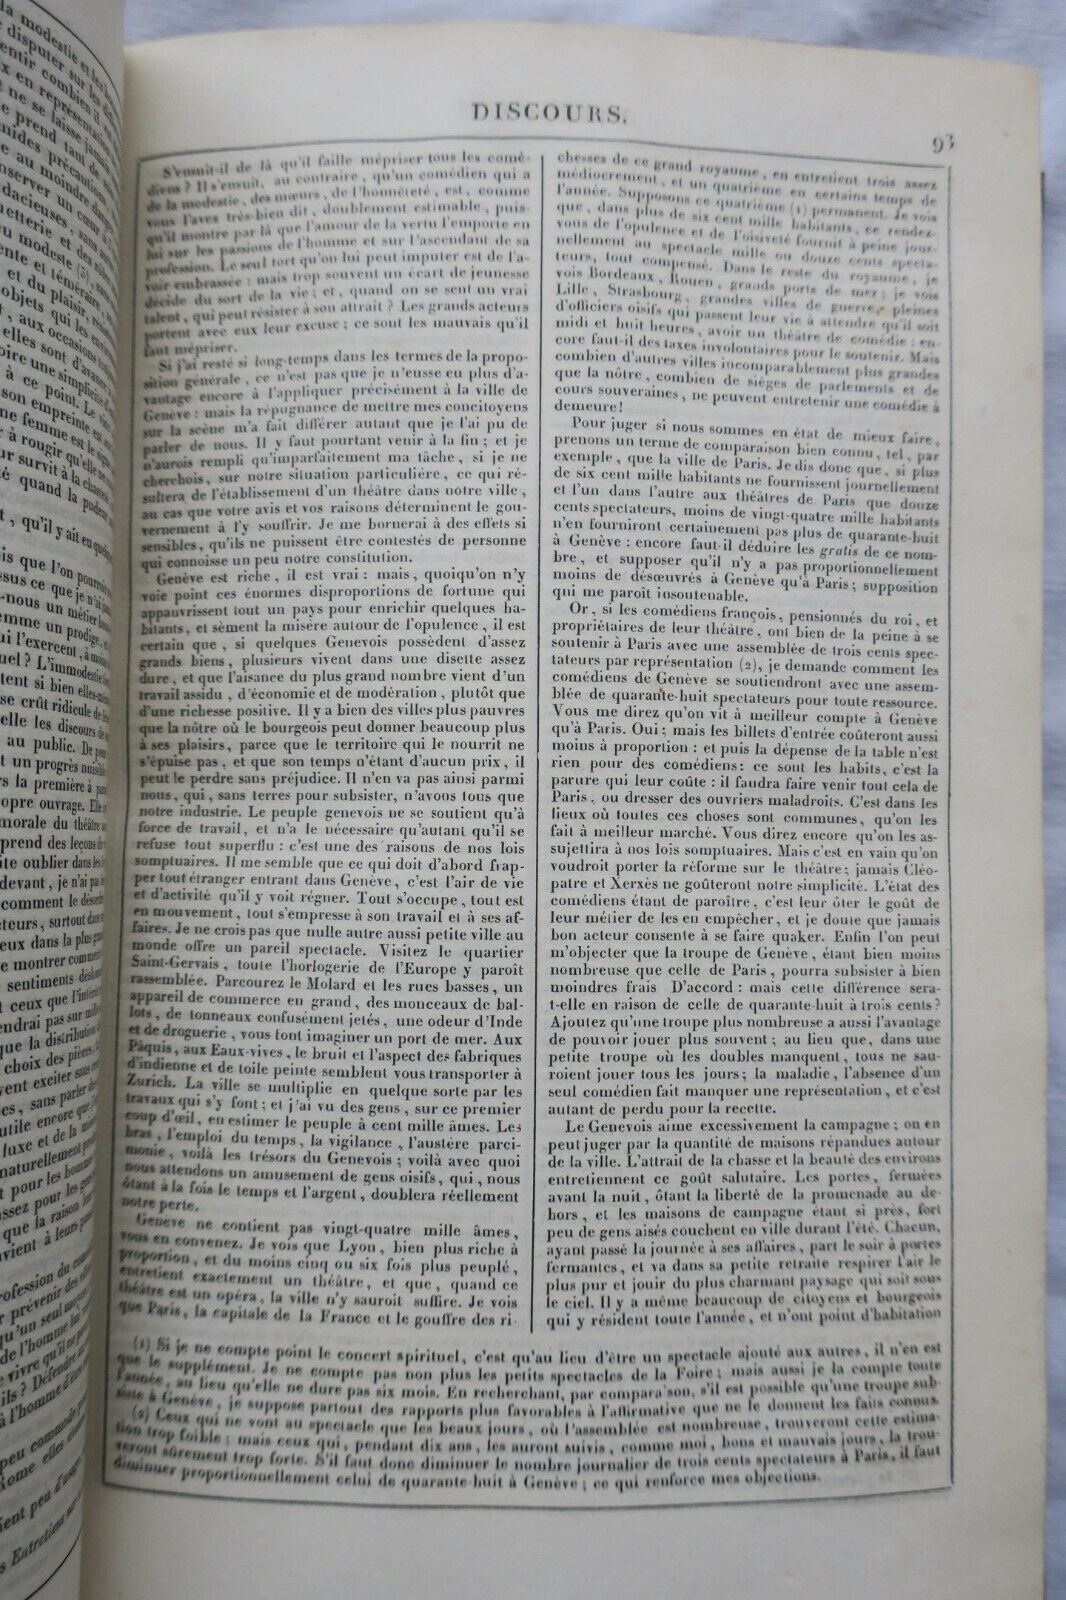 DISCOURS.
93
S'ensuit-il de là qu'il faille mépriser tous les comé-
diens? Il s'ensuit, au contraire, qu'un comédien qui a
de la modestie, des mœurs, de l'honnêteté, est, comme
vous l'avez très-bien dit, doublement estimable, puis-
qu'il montre par là que l'amour de la vertu l'emporte en
lui sur les passions de l'homme et sur l'ascendant de sa
profession. Le seul tort qu'on lui peut imputer est de l'a-
voir embrassée: mais trop souvent un écart de jeunesse
décide du sort de la vie; et, quand on se sent un vrai
talent, qui peut résister à son attrait? Les grands acteurs
portent avec eux leur excuse; ce sont les mauvais qu'il
faut mépriser.
Si j'ai resté si long-temps dans les termes de la propo-
sition générale, ce n'est pas que je n'eusse eu plus d'a-
vantage encore à l'appliquer précisément à la ville de
Genève: mais la répugnance de mettre mes concitoyens
sur la scène m'a fait différer autant que je l'ai pu de
parler de nous. Il y faut pourtant venir à la fin; et je
n'aurois rempli qu'imparfaitement ma tâche, si je ne
cherchois, sur notre situation particulière, ce qui ré-
sultera de l'établissement d'un théâtre dans notre ville,
au cas que votre avis et vos raisons déterminent le gou-
vernement à l'y souffrir. Je me bornerai à des effets si
sensibles, qu'ils ne puissent être contestés de personne
qui connoisse un peu notre constitution.
Genève est riche, il est vrai: mais, quoiqu'on n'y
voie point ces énormes disproportions de fortune qui
appauvrissent tout un pays pour enrichir quelques ha-
bitants, et sèment la misère autour de l'opulence, il est
certain que, si quelques Genevois possèdent d'assez
grands biens, plusieurs vivent dans une disette assez
dure, et que l'aisance du plus grand nombre vient d'un
travail assidu, d'économie et de modération, plutôt que
d'une richesse positive. Il y a bien des villes plus pauvres
que la nôtre où le bourgeois peut donner beaucoup plus
à ses plaisirs, parce que le territoire qui le nourrit ne
s'épuise pas, et que son temps n'étant d'aucun prix, il
peut le perdre sans préjudice. Il n'en va pas ainsi parmi
nous, qui, sans terres pour subsister, n'avons tous que
notre industrie. Le peuple genevois ne se soutient qu'à
force de travail, et n'a le nécessaire qu'autant qu'il se
refuse tout superflu: c'est une des raisons de nos lois
somptuaires. Il me semble que ce qui doit d'abord frap-
per tout étranger entrant dans Genève, c'est l'air de vie
et d'activité qu'il y voit régner. Tout s'occupe, tout est
en mouvement, tout s'empresse à son travail et à ses af-
faires. Je ne crois pas que nulle autre aussi petite ville au
monde offre un pareil spectacle. Visitez le quartier
Saint-Gervais, toute l'horlogerie de l'Europe y paroît
rassemblée. Parcourez le Molard et les rues basses, un
appareil de commerce en grand, des monceaux de bal-
lots, de tonneaux confusément jetés, une odeur d'Inde
et de droguerie, vous font imaginer un port de mer. Aux
Pâquis, aux Eaux-vives, le bruit et l'aspect des fabriques
d'indienne et de toile peinte semblent vous transporter à
Zurich. La ville se multiplie en quelque sorte par les
travaux qui s'y font; et j'ai vu des gens, sur ce premier
coup d'œil, en estimer le peuple à cent mille âmes. Les
bras, l'emploi du temps, la vigilance, l'austère parci-
monie, voilà les trésors du Genevois; voilà avec quoi
nous attendons un amusement de gens oisifs, qui, nous
ôtant à la fois le temps et l'argent, doublera réellement
notre perte.
Genève ne contient pas vingt-quatre mille âmes,
vous en convenez. Je vois que Lyon, bien plus riche à
proportion, et du moins cinq ou six fois plus peuplé,
entretient exactement un théâtre, et que, quand ce
théâtre est un opéra, la ville n'y sauroit suffire. Je vois
que Paris, la capitale de la France et le gouffre des ri-
chesses de ce grand royaume, en entretient trois assez
médiocrement, et un quatrième en certains temps de
l'année. Supposons ce quatrième (1) permanent. Je vois
que, dans plus de six cent mille habitants, ce rendez-
vous de l'opulence et de l'oisiveté fournit à peine jour-
nellement au spectacle mille ou douze cents specta-
teurs, tout compensé. Dans le reste du royaume, je
vois Bordeaux, Rouen, grands ports de mer; je vois
Lille, Strasbourg, grandes villes de guerre, pleines
d'officiers oisifs qui passent leur vie à attendre qu'il soit
midi et huit heures, avoir un théâtre de comédie: en-
core faut-il des taxes involontaires pour le soutenir. Mais
combien d'autres villes incomparablement plus grandes
que la nôtre, combien de sièges de parlements et de
cours souveraines, ne peuvent entretenir une comédie à
demeure!
Pour juger si nous sommes en état de mieux faire,
prenons un terme de comparaison bien connu, tel, par
exemple, que la ville de Paris. Je dis donc que, si plus
de six cent mille habitants ne fournissent journellement
et l'un dans l'autre aux théâtres de Paris que douze
cents spectateurs, moins de vingt-quatre mille habitants
n'en fourniront certainement pas plus de quarante-huit
à Genève: encore faut-il déduire les gratis de ce nom-
bre, et supposer qu'il n'y a pas proportionnellement
moins de désœuvrés à Genève qu'à Paris; supposition
qui me paroît insoutenable.
Or, si les comédiens françois, pensionnés du roi, et
propriétaires de leur théâtre, ont bien de la peine à se
soutenir à Paris avec une assemblée de trois cents spec-
tateurs par représentation (2), je demande comment les
comédiens de Genève se soutiendront avec une assem-
blée de quarante-huit spectateurs pour toute ressource.
Vous me direz qu'on vit à meilleur compte à Genève
qu'à Paris. Oui; mais les billets d'entrée coûteront aussi
moins à proportion: et puis la dépense de la table n'est
rien pour des comédiens: ce sont les habits, c'est la
parure qui leur coûte: il faudra faire venir tout cela de
Paris, ou dresser des ouvriers maladroits. C'est dans les
lieux où toutes ces choses sont communes, qu'on les
fait à meilleur marché. Vous direz encore qu'on les as-
sujettira à nos lois somptuaires. Mais c'est en vain qu'on
voudroit porter la réforme sur le théâtre; jamais Cléo-
patre et Xerxès ne goûteront notre simplicité. L'état des
comédiens étant de paroître, c'est leur ôter le goût de
leur métier de les en empêcher, et je doute que jamais
bon acteur consente à se faire quaker. Enfin l'on peut
m'objecter que la troupe de Genève, étant bien moins
nombreuse que celle de Paris, pourra subsister à bien
moindres frais D'accord: mais cette différence sera-
t-elle en raison de celle de quarante-huit à trois cents?
Ajoutez qu'une troupe plus nombreuse a aussi l'avantage
de pouvoir jouer plus souvent; au lieu que, dans une
petite troupe où les doubles manquent, tous ne sau-
roient jouer tous les jours; la maladie, l'absence d'un
seul comédien fait manquer une représentation, et c'est
autant de perdu pour la recette.
Le Genevois aime excessivement la campagne; on en
peut juger par la quantité de maisons répandues autour
de la ville. L'attrait de la chasse et la beauté des environs
entretiennent ce goût salutaire. Les portes, fermées
avant la nuit, ôtant la liberté de la promenade au de-
hors, et les maisons de campagne étant si près, fort
peu de gens aisés couchent en ville durant l'été. Chacun,
ayant passé la journée à ses affaires, part le soir à portes
fermantes, et va dans sa petite retraite respirer l'air le
plus pur et jouir du plus charmant paysage qui soit sous
le ciel. Il y a même beaucoup de citoyens et bourgeois
qui y résident toute l'année, et n'ont point d'habitation
(1) Si je ne compte point le concert spirituel, c'est qu'au lieu d'être un spectacle ajouté aux autres, il n'en est
que le supplément. Je ne compte pas non plus les petits spectacles de la Foire; mais aussi je la compte toute
l'année, au lieu qu'elle ne dure pas six mois. En recherchant, par comparaison, s'il est possible qu'une troupe sub-
siste à Genève, je suppose partout des rapports plus favorables à l'affirmative que ne le donnent les faits connus.
(2) Ceux qui ne vont au spectacle que les beaux jours, où l'assemblée est nombreuse, trouveront cette estima-
tion trop foible; mais ceux qui, pendant dix ans, les auront suivis, comme moi, bons et mauvais jours, la trou-
veront sûrement trop forte. S'il faut donc diminuer le nombre journalier de trois cents spectateurs à Paris, il faut
diminuer proportionnellement celui de quarante huit à Genève; ce qui renforce mes objections.